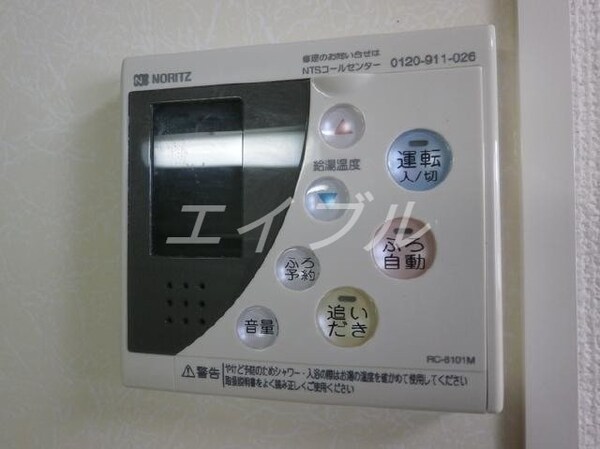 NORITZ
修理のお問い合せは
NTSコールセンター 0120-911-026
給湯温度
運転
入/切
ふろ
自動
ふろ
予約
追い
だき
音量
RC-6101M
警告
やけど予防のためシャワー・入浴の際はお湯の温度を確かめて使用してください
取扱説明書をよく読み正しくご使用ください
エイブル